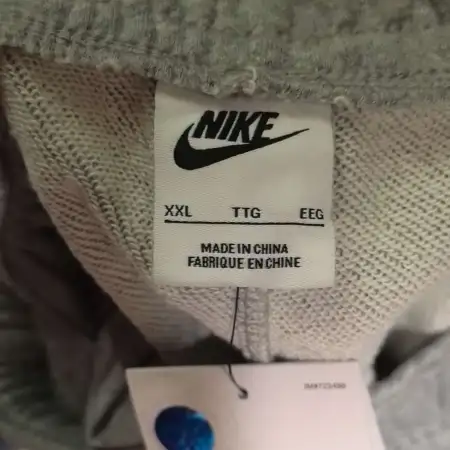 NIKE
XXL TTG EEG
MADE IN CHINA
FABRIQUE EN CHINE